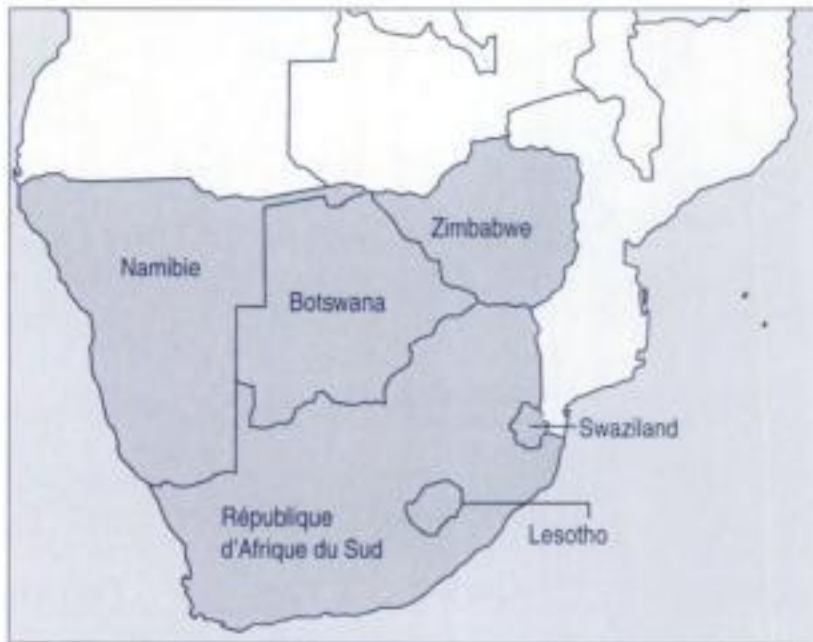 Zimbabwe
Namibie
Botswana
Swaziland
République
d'Afrique du Sud
Lesotho